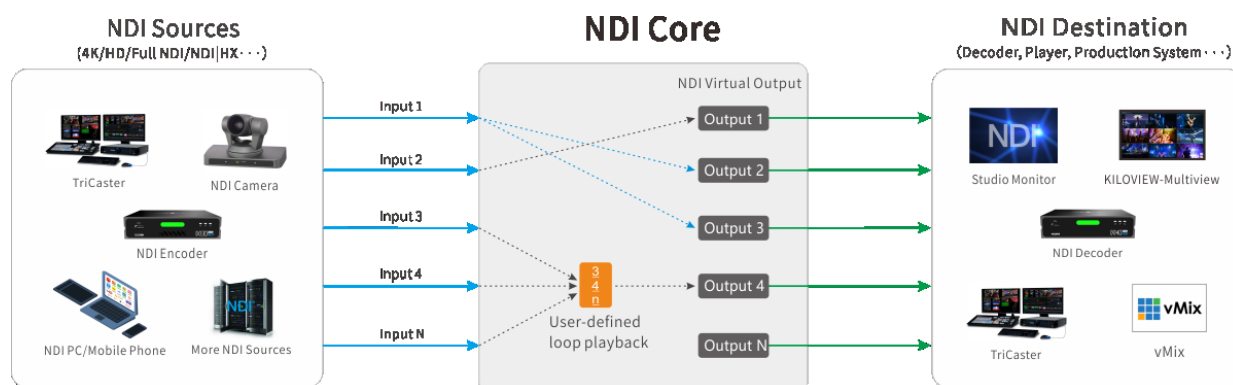 NDI Sources
(4K/HD/Full NDI/NDI|HX···)
TriCaster
NDI Camera
NDI Encoder
NDI
NDI PC/Mobile Phone
More NDI Sources
Input 1
Input 2
Input 3
Input 4
Input N
NDI Core
NDI Virtual Output
Output 1
Output 2
Output 3
Output 4
Output N
3
4
n
User-defined
loop playback
NDI Destination
(Decoder, Player, Production System···)
NDI
Studio Monitor
KILOVIEW-Multiview
NDI Decoder
TriCaster
vMix
vMix